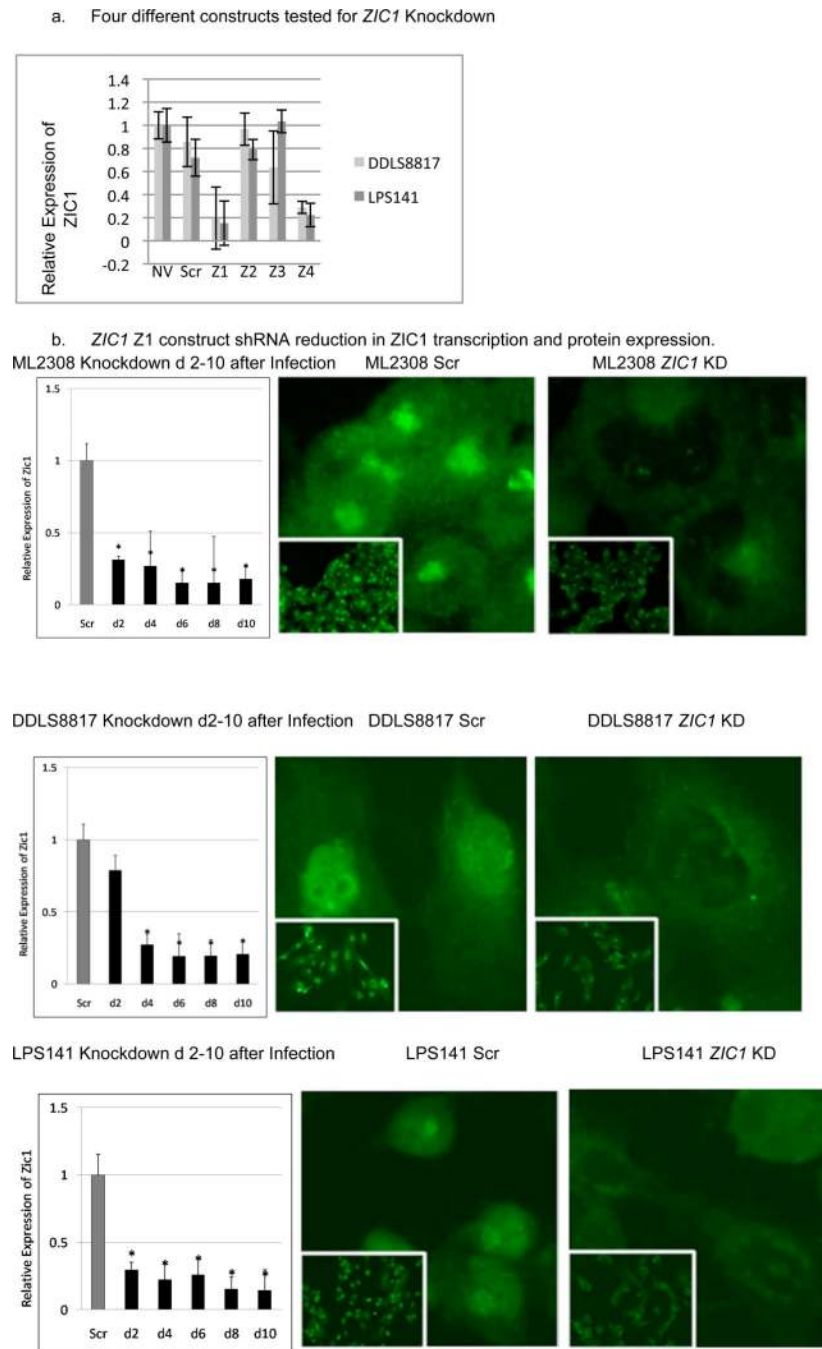 a. Four different constructs tested for ZIC1 Knockdown
Relative Expression of
ZIC1
1.4
1.2
1
0.8
0.6
0.4
0.2
0
-0.2
NV Scr Z1 Z2 Z3 Z4
DDLS8817
LPS141
b. ZIC1 Z1 construct shRNA reduction in ZIC1 transcription and protein expression.
ML2308 Knockdown d 2-10 after Infection ML2308 Scr ML2308 ZIC1 KD
Relative Expression of Zic1
1.5
1
0.5
0
* * * * *
Scr d2 d4 d6 d8 d10
DDLS8817 Knockdown d2-10 after Infection DDLS8817 Scr DDLS8817 ZIC1 KD
Relative Expression of Zic1
1.5
1
0.5
0
* * * *
Scr d2 d4 d6 d8 d10
LPS141 Knockdown d 2-10 after Infection LPS141 Scr LPS141 ZIC1 KD
Relative Expression of Zic1
1.5
1
0.5
0
* * * * *
Scr d2 d4 d6 d8 d10